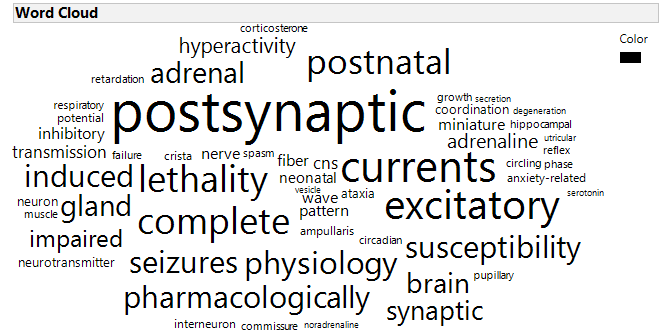 Word Cloud
corticosterone
Color
hyperactivity
postnatal
retardation
adrenal
respiratory
postsynaptic
growth
secretion
potential
coordination
degeneration
inhibitory
miniature
hippocampal
adrenaline
utricular
transmission
failure
crista
nerve
spasm
fiber
cns
reflex
currents
circling
phase
induced
lethality
neonatal
anxiety-related
vesicle
wave
ataxia
excitatory
serotonin
neuron
muscle
gland
pattern
complete
ampullaris
impaired
circadian
susceptibility
neurotransmitter
seizures
physiology
brain
pupillary
pharmacologically
synaptic
interneuron
commissure
noradrenaline